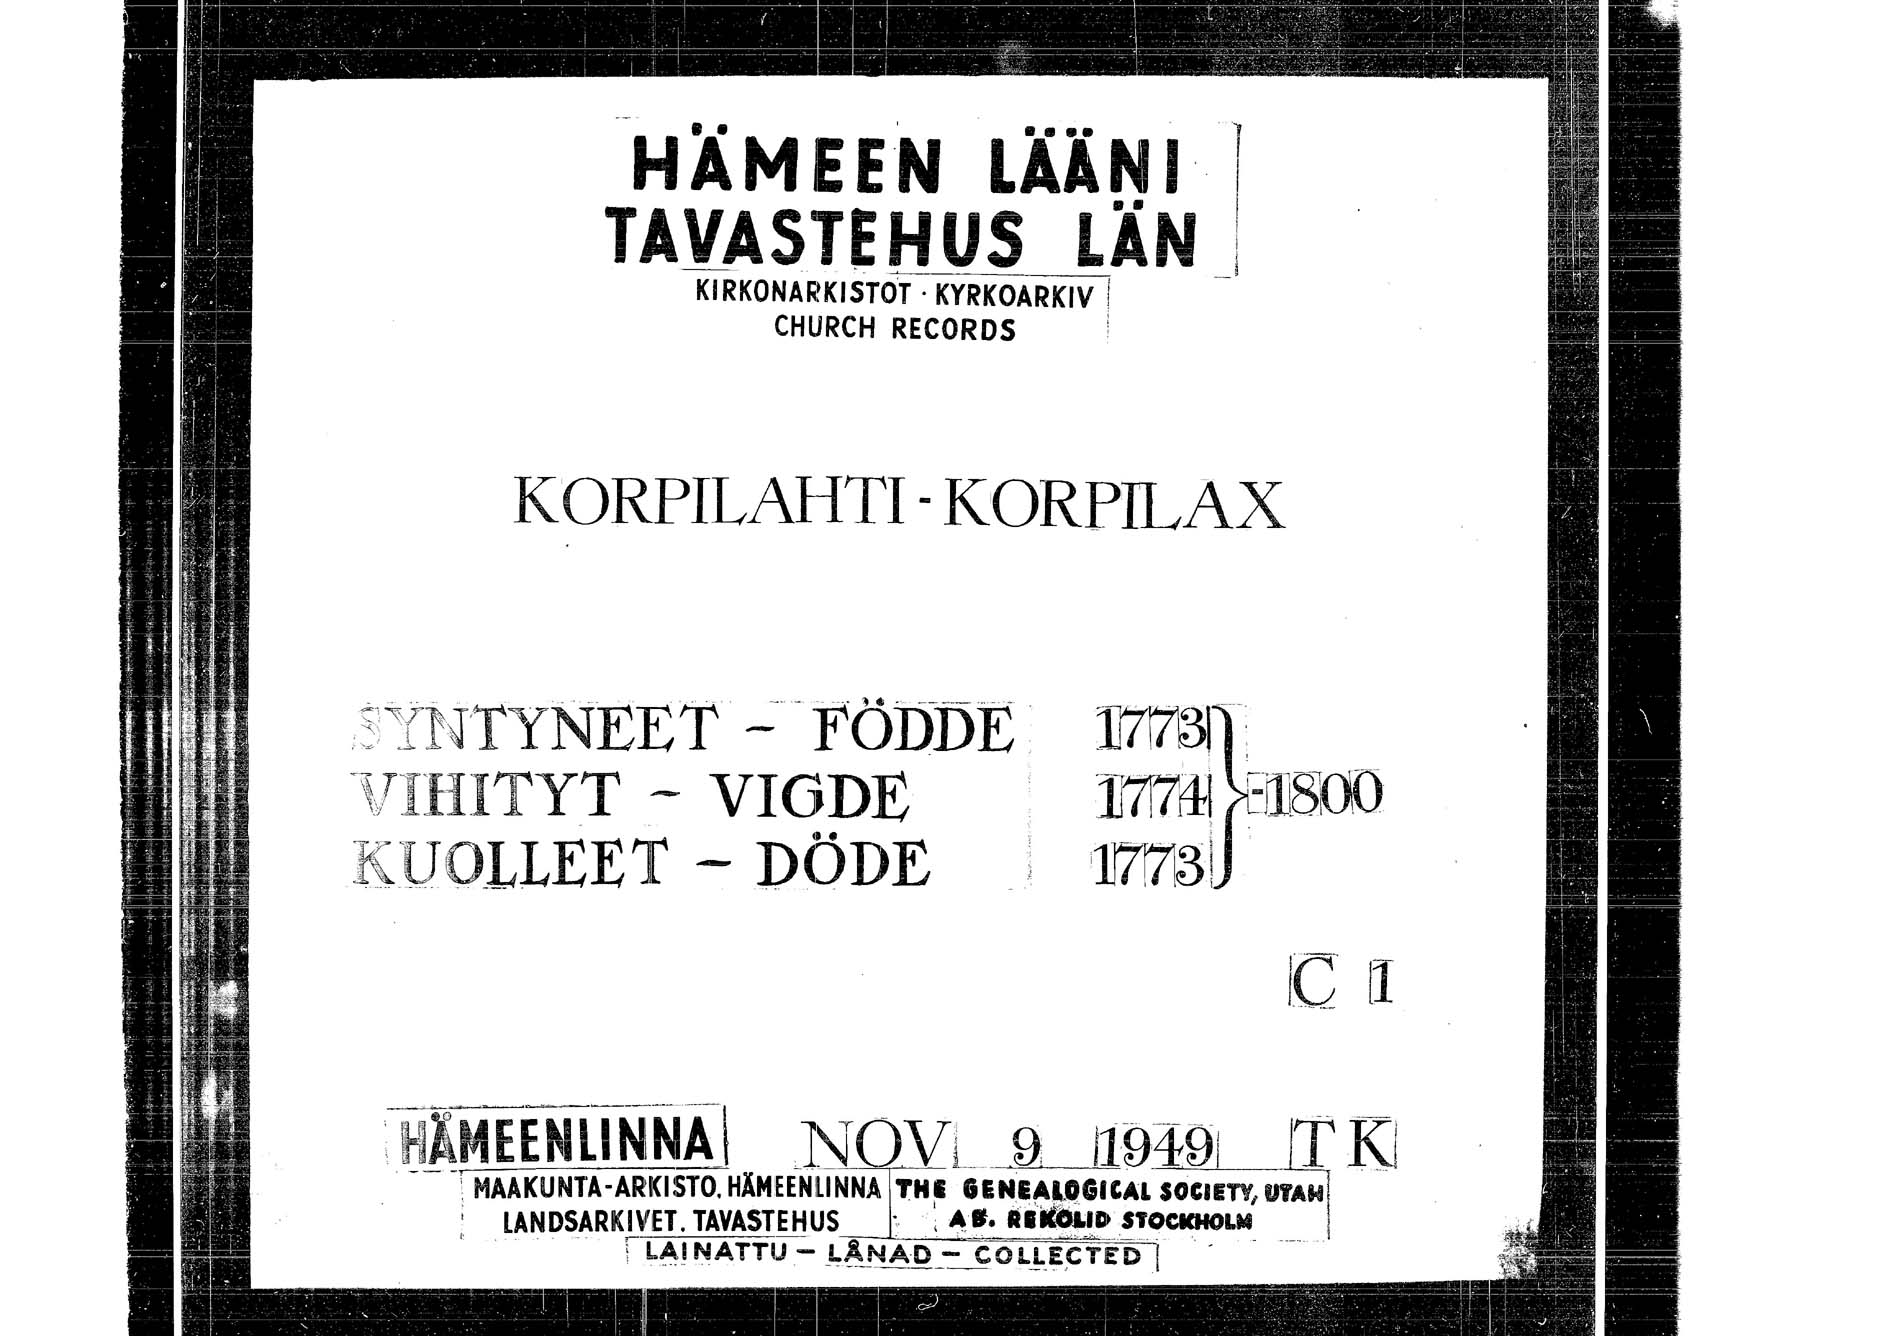 HÄMEEN LÄÄNI
TAVASTEHUS LÄN
KIRKONARKISTOT · KYRKOARKIV
CHURCH RECORDS
KORPILAHTI - KORPILAX
SYNTYNEET - FÖDDE 1773
VIHITYT - VIGDE 1774 -1800
KUOLLEET - DÖDE 1773
C 1
HÄMEENLINNA NOV 9 1949 TK
MAAKUNTA-ARKISTO, HÄMEENLINNA THE GENEALOGICAL SOCIETY, UTAH
LANDSARKIVET, TAVASTEHUS AB. REKOLID STOCKHOLM
LAINATTU - LÅNAD - COLLECTED